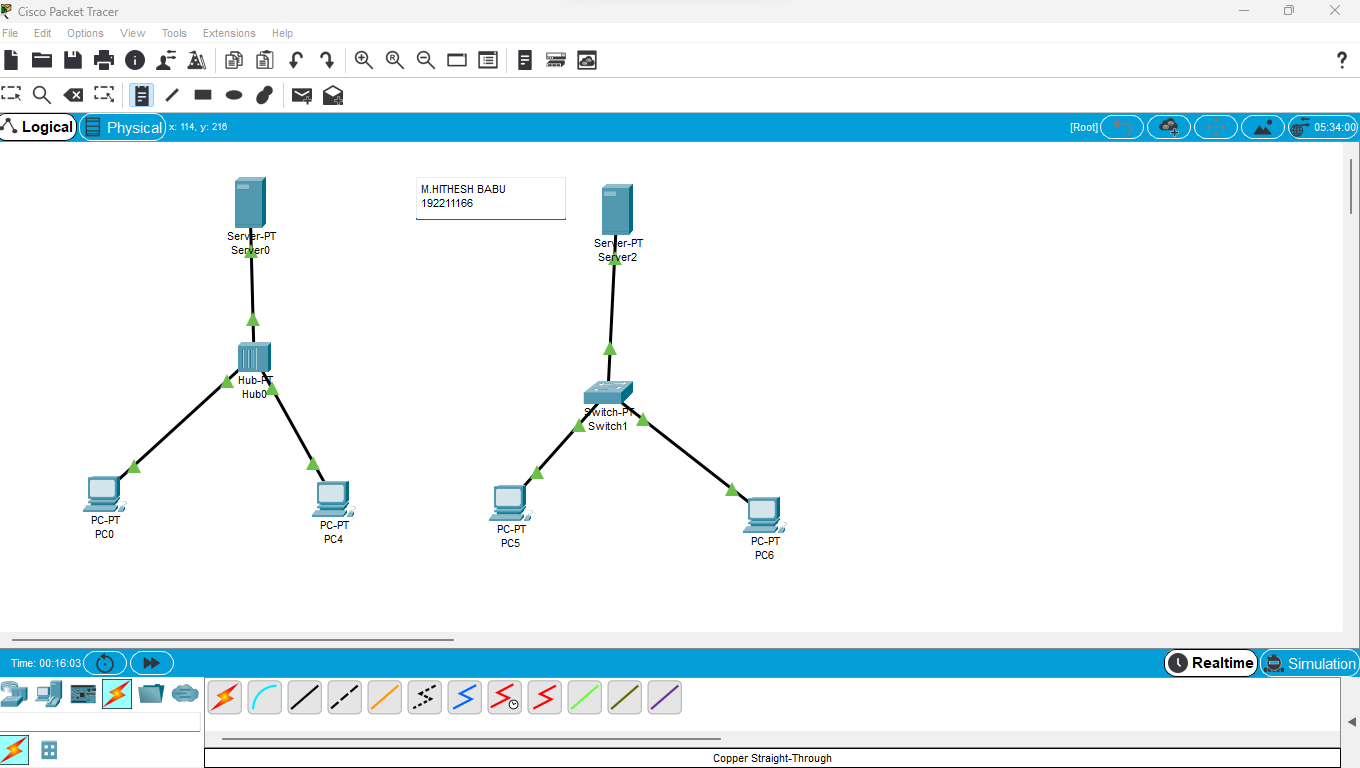 Cisco Packet Tracer
File Edit Options View Tools Extensions Help
?
Logical Physical x: 114, y: 216 [Root] 05:34:00
M.HITHESH BABU
192211166
Server-PT
Server0
Server-PT
Server2
Hub-PT
Hub0
Switch-PT
Switch1
PC-PT
PC0
PC-PT
PC4
PC-PT
PC5
PC-PT
PC6
Time: 00:16:03 Realtime Simulation
Copper Straight-Through